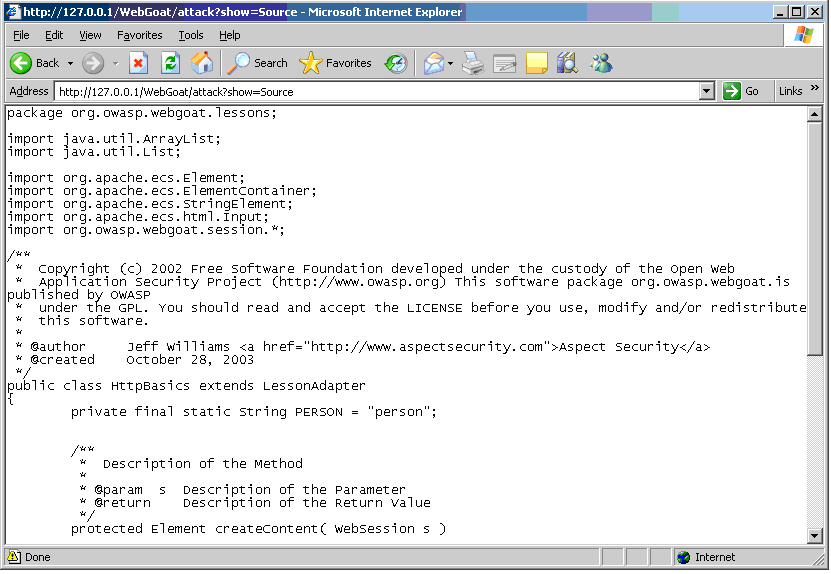 http://127.0.0.1/WebGoat/attack?show=Source - Microsoft Internet Explorer
File Edit View Favorites Tools Help
Back Search Favorites
Address http://127.0.0.1/WebGoat/attack?show=Source Go Links »
package org.owasp.webgoat.lessons;
import java.util.ArrayList;
import java.util.List;
import org.apache.ecs.Element;
import org.apache.ecs.ElementContainer;
import org.apache.ecs.StringElement;
import org.apache.ecs.html.Input;
import org.owasp.webgoat.session.*;
/**
 *  Copyright (c) 2002 Free Software Foundation developed under the custody of the Open Web
 *  Application Security Project (http://www.owasp.org) This software package org.owasp.webgoat.is
published by OWASP
 *  under the GPL. You should read and accept the LICENSE before you use, modify and/or redistribute
 *  this software.
 *
 * @author     Jeff Williams <a href="http://www.aspectsecurity.com">Aspect Security</a>
 * @created    October 28, 2003
 */
public class HttpBasics extends LessonAdapter
{
        private final static String PERSON = "person";
        /**
         *  Description of the Method
         *
         * @param  s  Description of the Parameter
         * @return    Description of the Return Value
         */
        protected Element createContent( WebSession s )
Done Internet